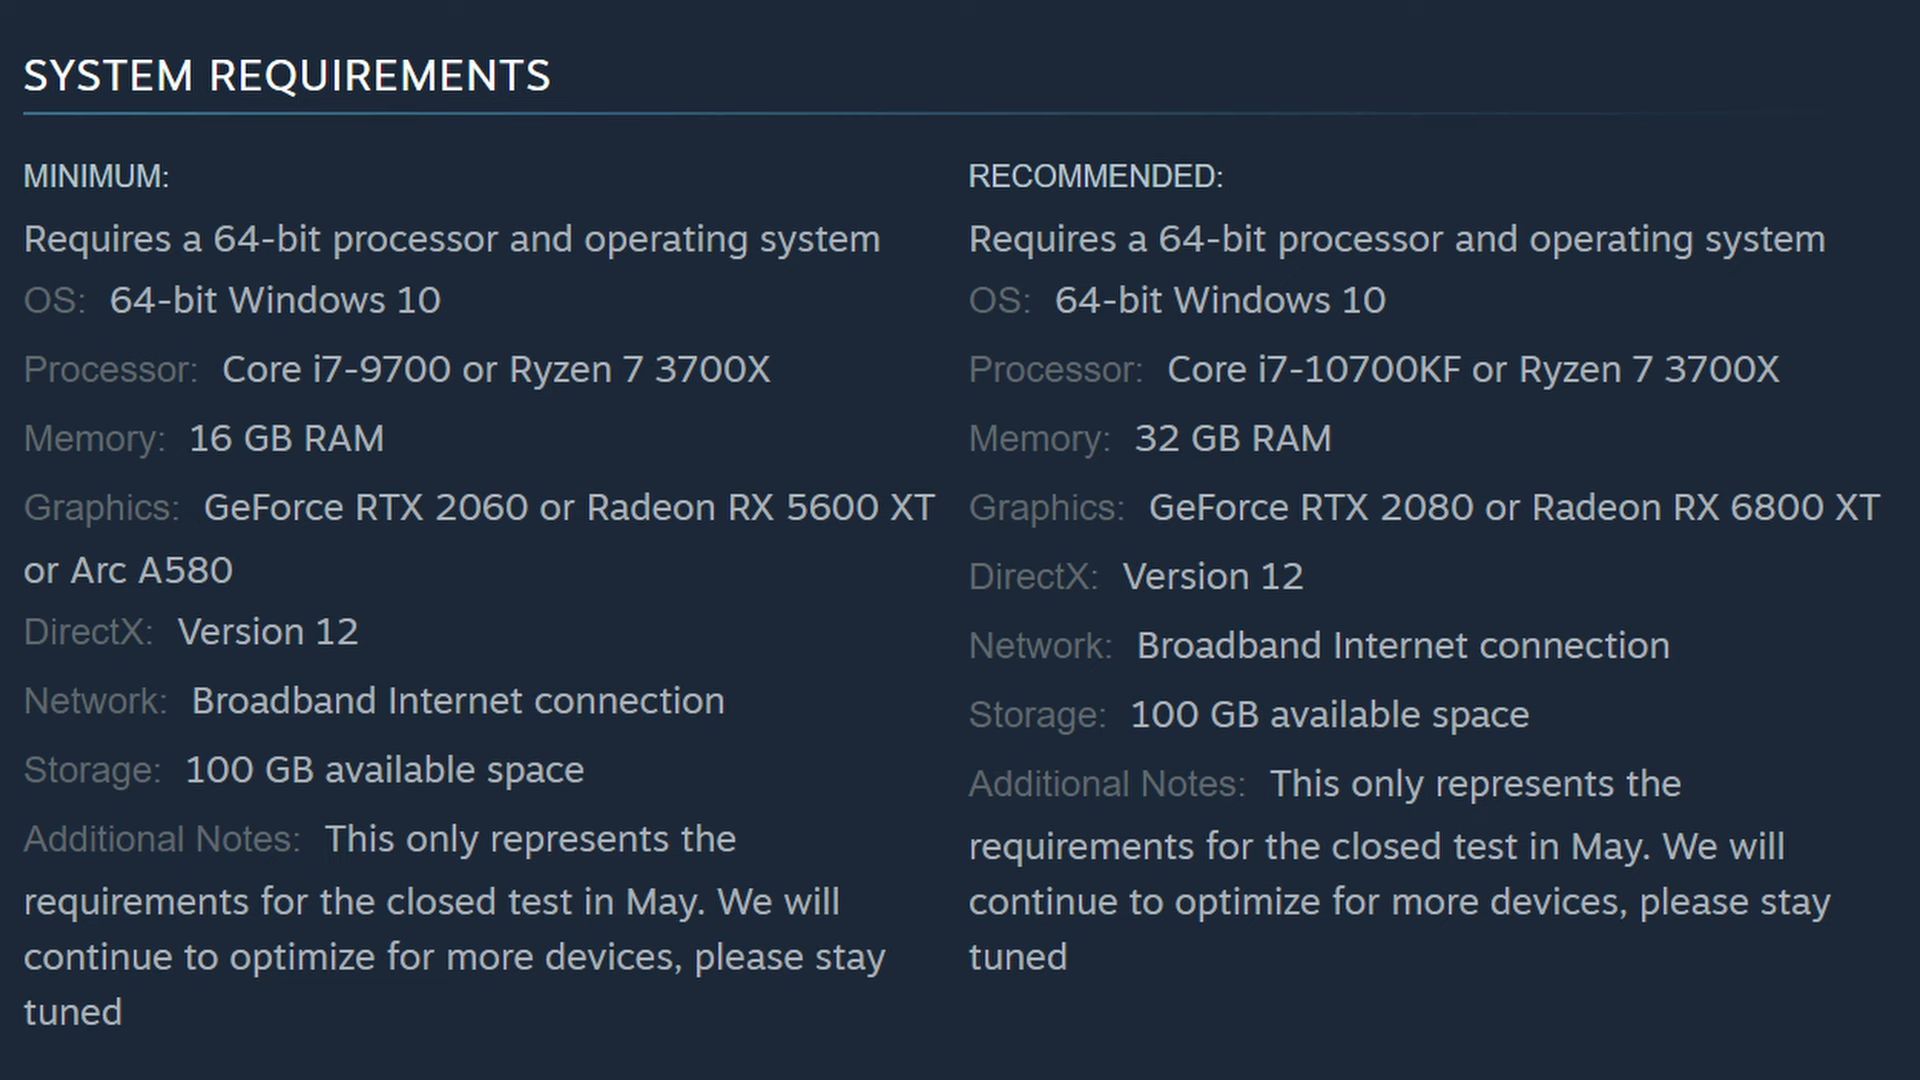 SYSTEM REQUIREMENTS
MINIMUM:
Requires a 64-bit processor and operating system
OS: 64-bit Windows 10
Processor: Core i7-9700 or Ryzen 7 3700X
Memory: 16 GB RAM
Graphics: GeForce RTX 2060 or Radeon RX 5600 XT
or Arc A580
DirectX: Version 12
Network: Broadband Internet connection
Storage: 100 GB available space
Additional Notes: This only represents the
requirements for the closed test in May. We will
continue to optimize for more devices, please stay
tuned
RECOMMENDED:
Requires a 64-bit processor and operating system
OS: 64-bit Windows 10
Processor: Core i7-10700KF or Ryzen 7 3700X
Memory: 32 GB RAM
Graphics: GeForce RTX 2080 or Radeon RX 6800 XT
DirectX: Version 12
Network: Broadband Internet connection
Storage: 100 GB available space
Additional Notes: This only represents the
requirements for the closed test in May. We will
continue to optimize for more devices, please stay
tuned